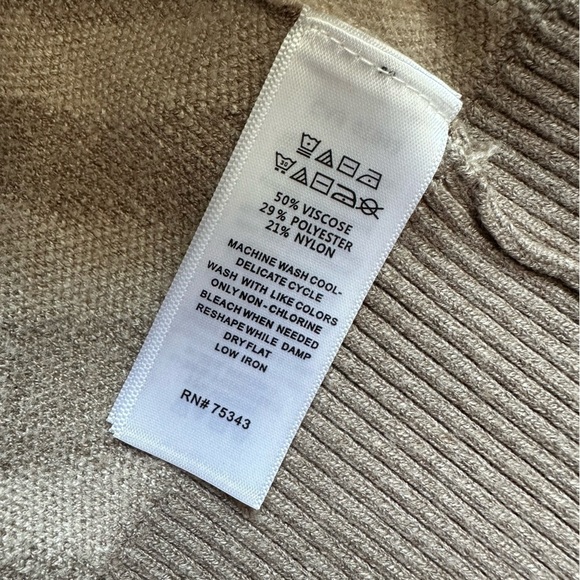 30
50% VISCOSE
29% POLYESTER
21% NYLON
MACHINE WASH COOL-
DELICATE CYCLE
WASH WITH LIKE COLORS
ONLY NON-CHLORINE
BLEACH WHEN NEEDED
RESHAPE WHILE DAMP
DRY FLAT
LOW IRON
RN# 75343